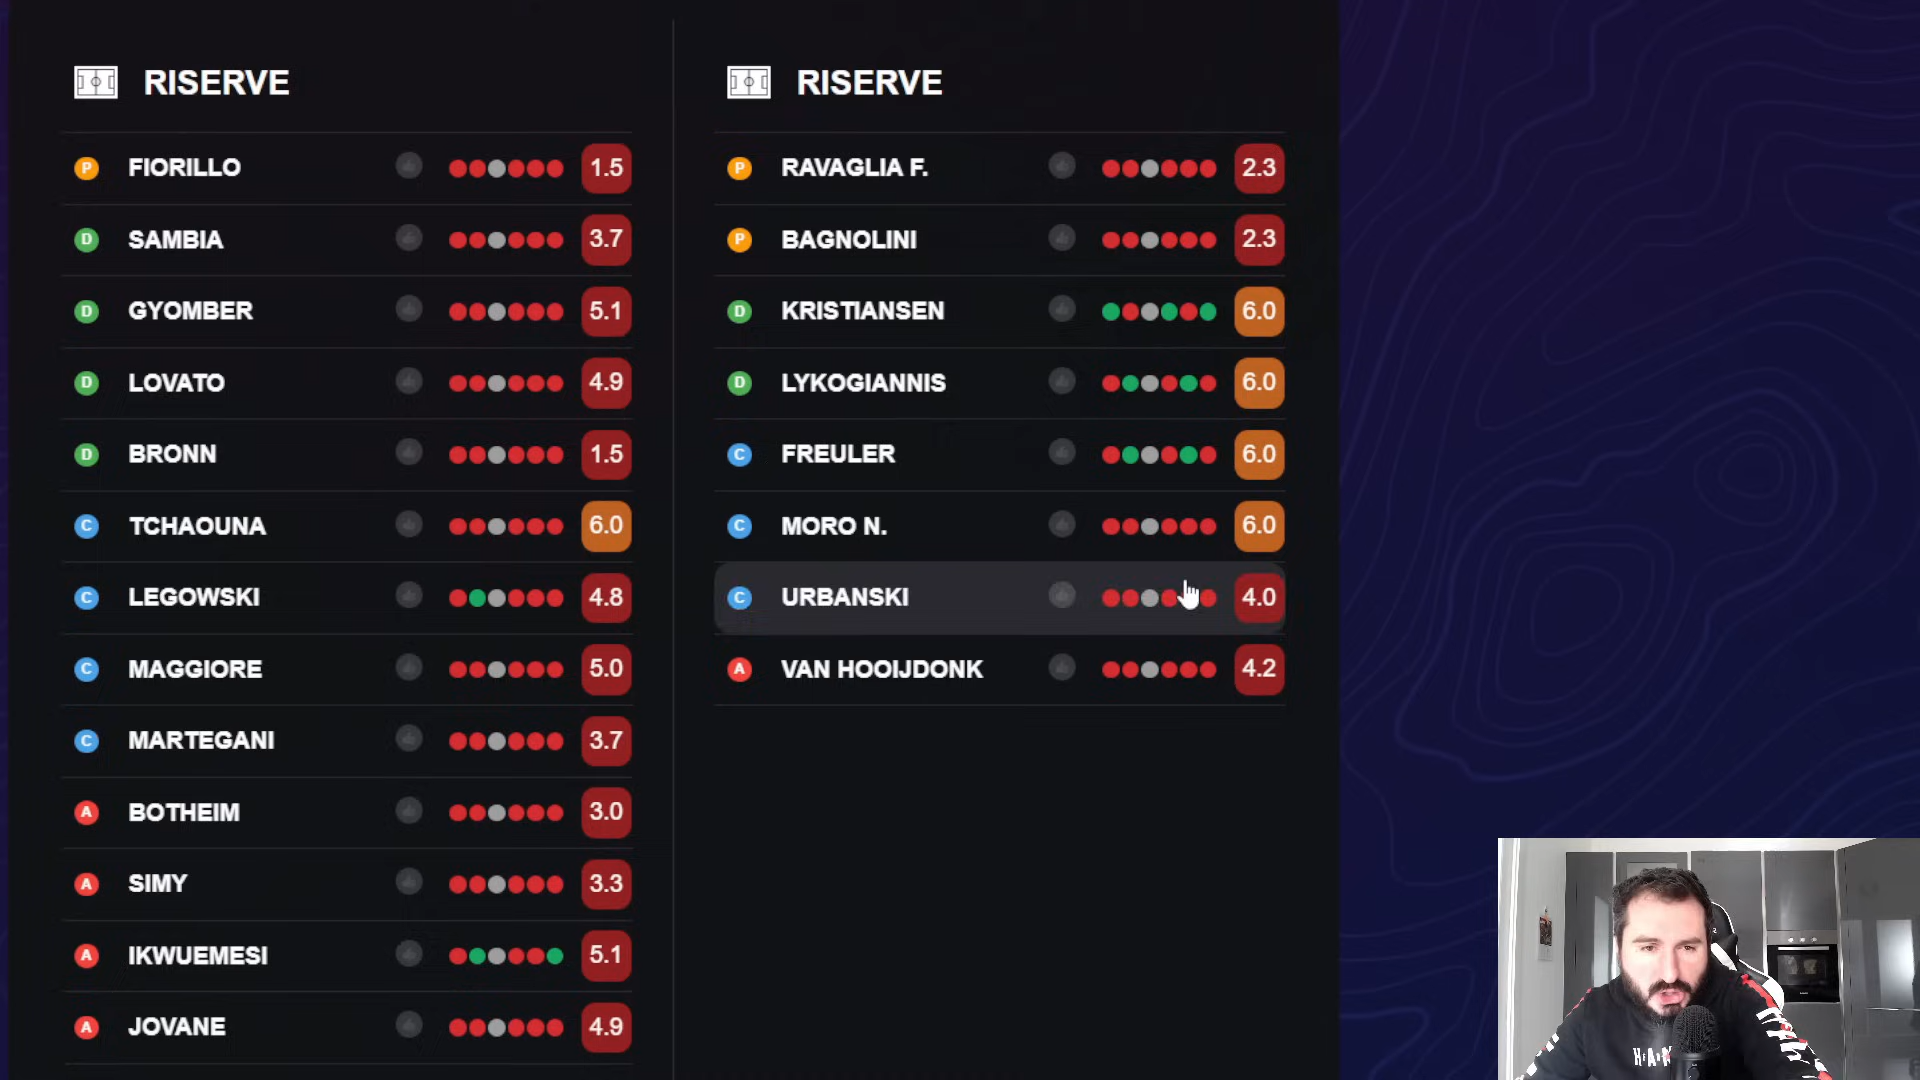 RISERVE
P FIORILLO 1.5
D SAMBIA 3.7
D GYOMBER 5.1
D LOVATO 4.9
D BRONN 1.5
C TCHAOUNA 6.0
C LEGOWSKI 4.8
C MAGGIORE 5.0
C MARTEGANI 3.7
A BOTHEIM 3.0
A SIMY 3.3
A IKWUEMESI 5.1
A JOVANE 4.9
RISERVE
P RAVAGLIA F. 2.3
P BAGNOLINI 2.3
D KRISTIANSEN 6.0
D LYKOGIANNIS 6.0
C FREULER 6.0
C MORO N. 6.0
C URBANSKI 4.0
A VAN HOOIJDONK 4.2